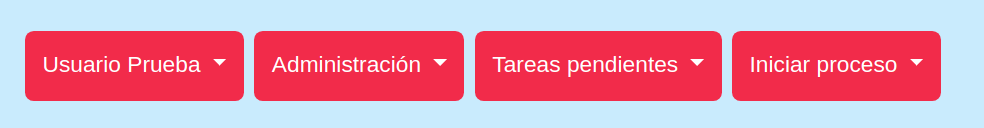 Usuario Prueba Administración Tareas pendientes Iniciar proceso